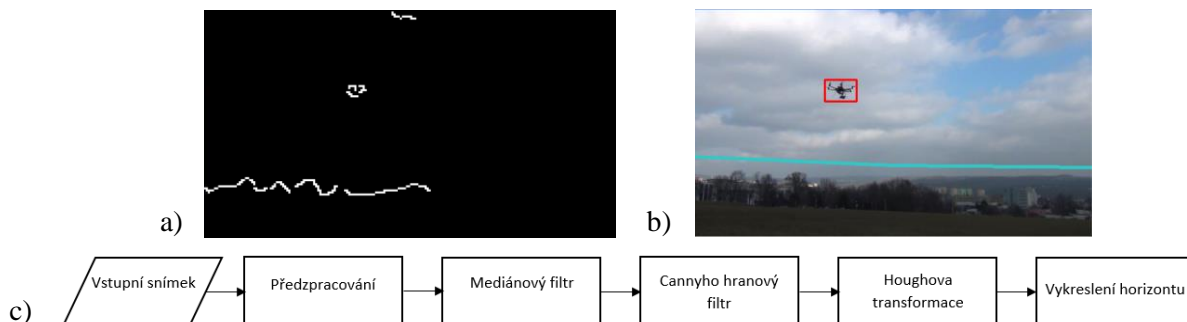 a)
b)
c)
Vstupní snímek
Předzpracování
Mediánový filtr
Cannyho hranový
filtr
Houghova
transformace
Vykreslení horizontu